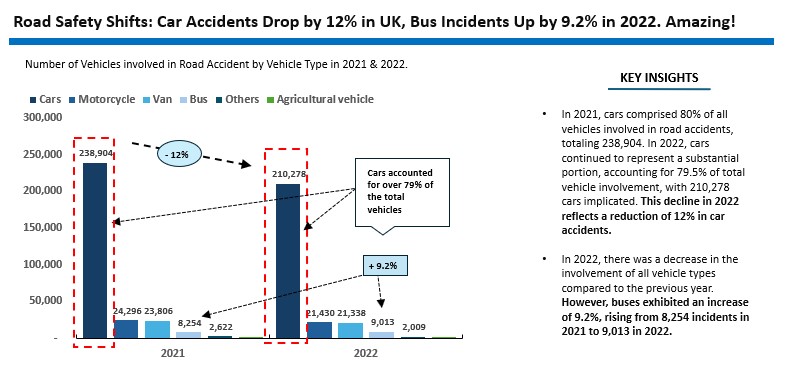 Road Safety Shifts: Car Accidents Drop by 12% in UK, Bus Incidents Up by 9.2% in 2022. Amazing!
Number of Vehicles involved in Road Accident by Vehicle Type in 2021 & 2022.
Cars Motorcycle Van Bus Others Agricultural vehicle
300,000
250,000
200,000
150,000
100,000
50,000
-
238,904
24,296 23,806
8,254
2,622
2021
- 12%
210,278
21,430 21,338
9,013
2,009
2022
Cars accounted
for over 79% of
the total
vehicles
+ 9.2%
KEY INSIGHTS
• In 2021, cars comprised 80% of all
vehicles involved in road accidents,
totaling 238,904. In 2022, cars
continued to represent a substantial
portion, accounting for 79.5% of total
vehicle involvement, with 210,278
cars implicated. This decline in 2022
reflects a reduction of 12% in car
accidents.
• In 2022, there was a decrease in the
involvement of all vehicle types
compared to the previous year.
However, buses exhibited an increase
of 9.2%, rising from 8,254 incidents in
2021 to 9,013 in 2022.